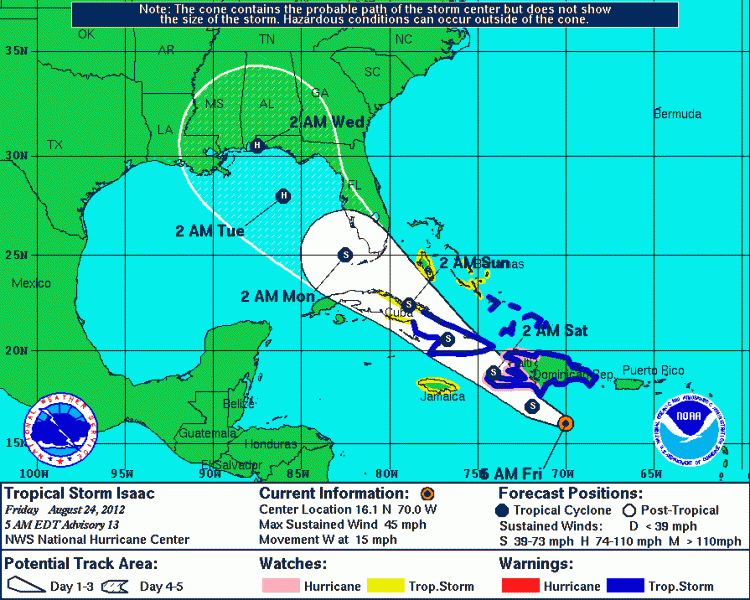 Note: The cone contains the probable path of the storm center but does not show
the size of the storm. Hazardous conditions can occur outside of the cone.
OK
TN
NC
AR
35N
SC
MS
AL
GA
Bermuda
2 AM Wed
LA
TX
30N
FL
2 AM Tue
25N
2 AM Sun
Bahamas
Mexico
2 AM Mon
Cuba
2 AM Sat
20N
Haiti
Dominican Rep.
Puerto Rico
Jamaica
Belize
NATIONAL WEATHER SERVICE
NOAA
Guatemala
Honduras
15N
El Salvador
5 AM Fri
100W
95W
90W
85W
80W
75W
70W
65W
H
H
S
S
S
S
S
Tropical Storm Isaac
Friday August 24, 2012
5 AM EDT Advisory 13
NWS National Hurricane Center
Current Information:
Center Location 16.1 N 70.0 W
Max Sustained Wind 45 mph
Movement W at 15 mph
Forecast Positions:
Tropical Cyclone Post-Tropical
Sustained Winds: D < 39 mph
S 39-73 mph H 74-110 mph M > 110mph
Potential Track Area:
Day 1-3 Day 4-5
Watches:
Hurricane Trop.Storm
Warnings:
Hurricane Trop.Storm